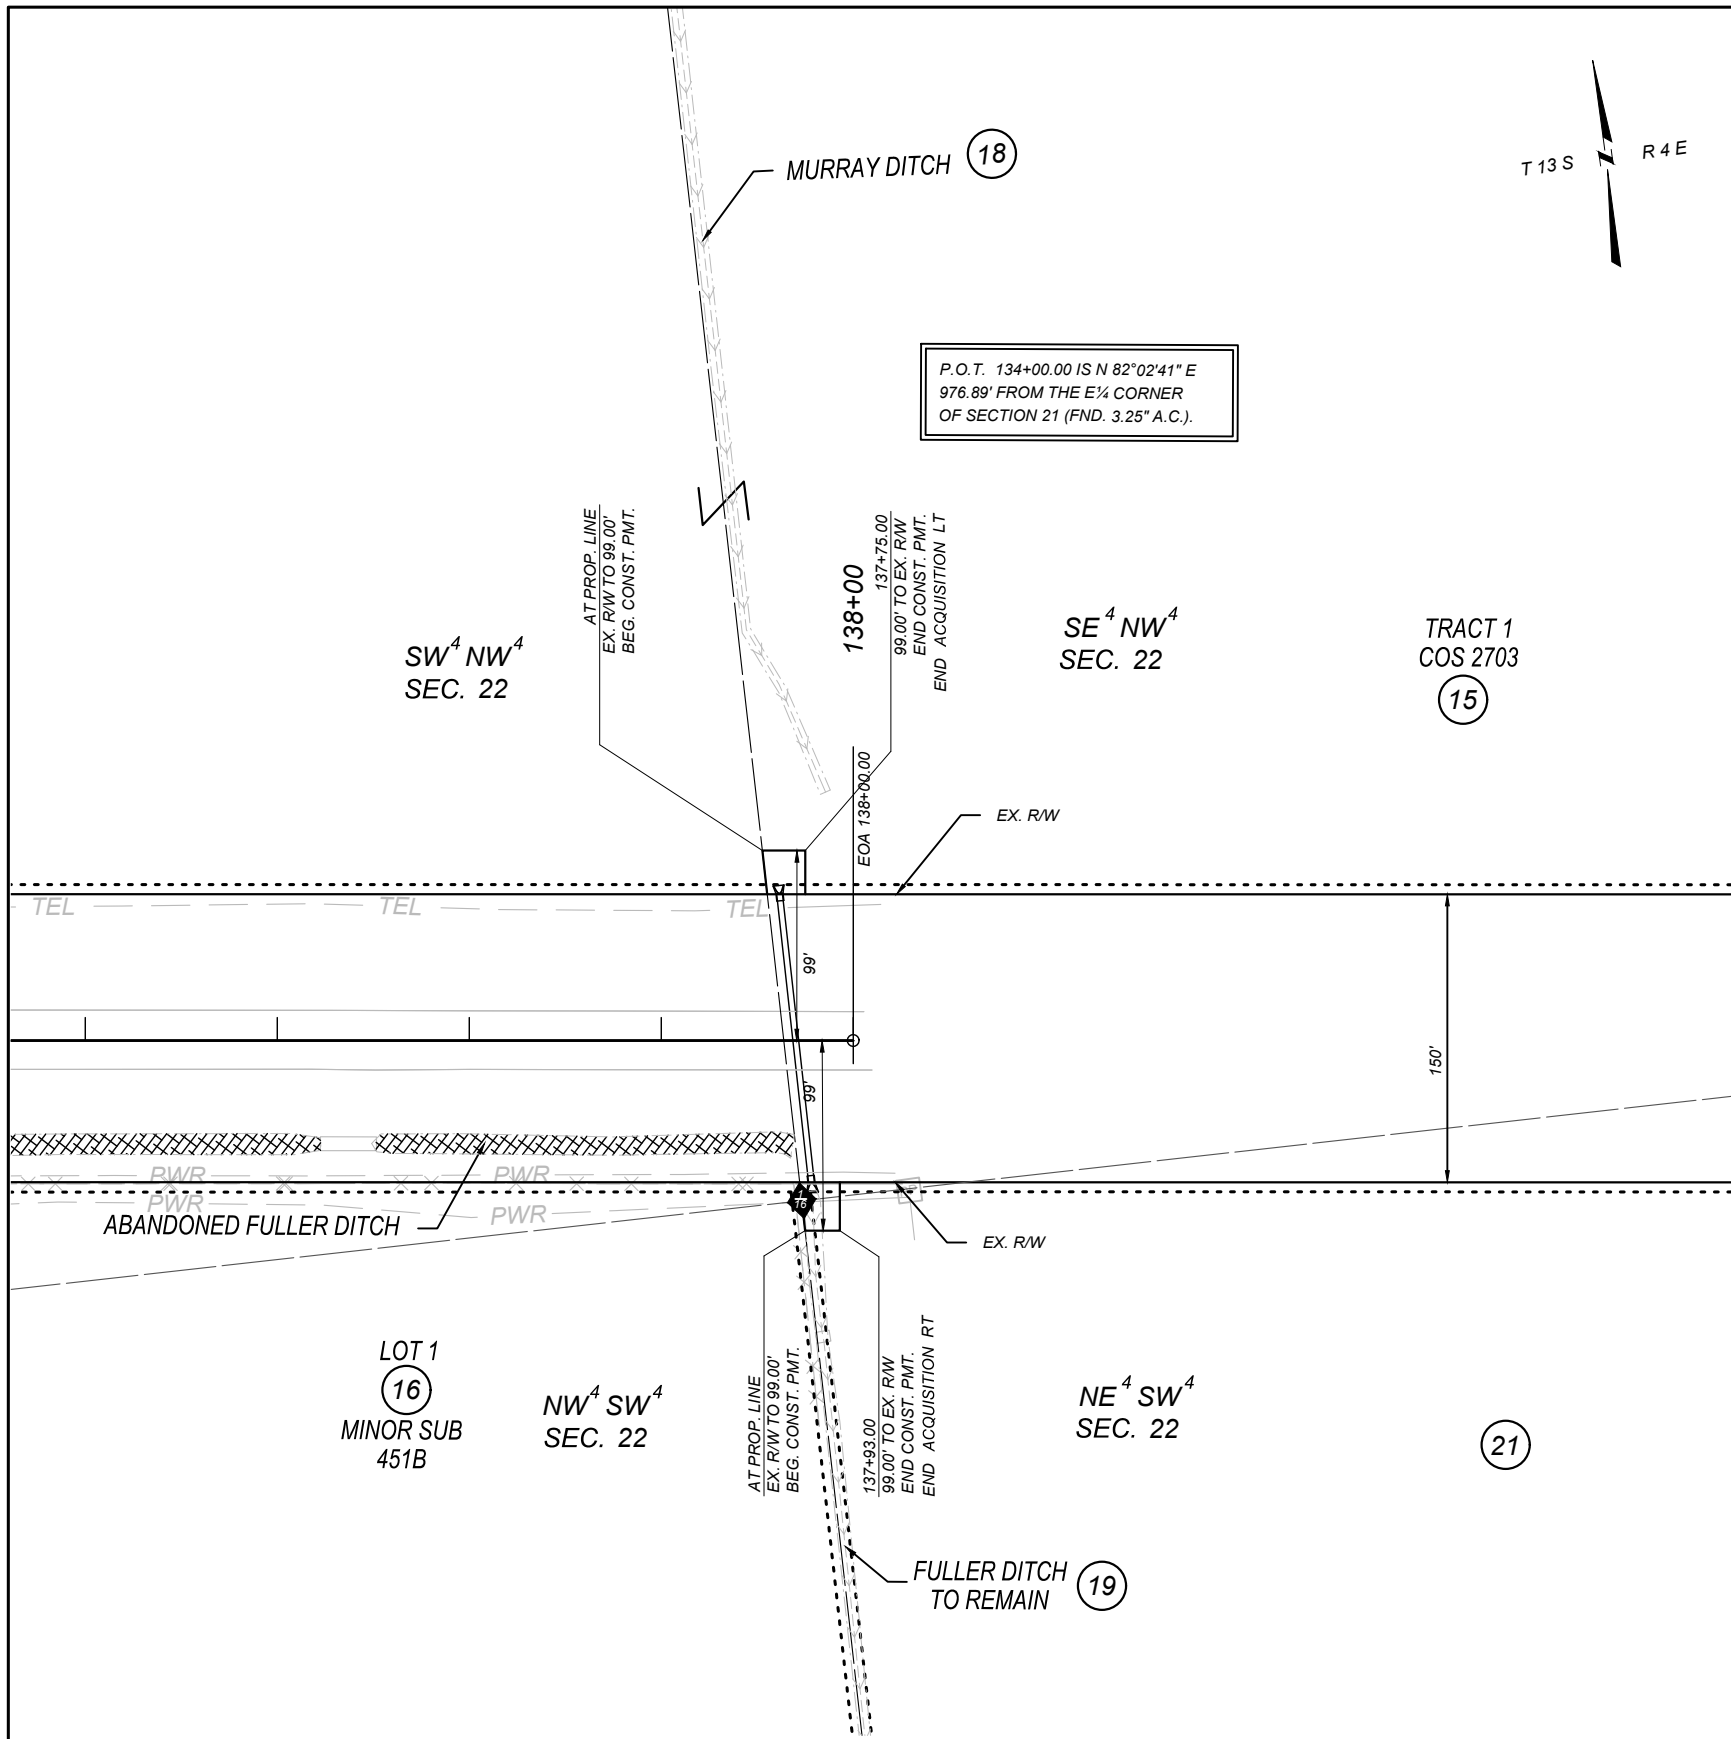 MURRAY DITCH
18
T 13 S
R 4 E
P.O.T. 134+00.00 IS N 82°02'41" E
976.89' FROM THE E¼ CORNER
OF SECTION 21 (FND. 3.25" A.C.).
AT PROP. LINE
EX. R/W TO 99.00'
BEG. CONST. PMT.
138+00
137+75.00
99.00' TO EX. R/W
END CONST. PMT.
END ACQUISITION LT
SW4 NW4
SEC. 22
SE4 NW4
SEC. 22
TRACT 1
COS 2703
15
EOA 138+00.00
EX. R/W
TEL
TEL
TEL
99'
99'
150'
PWR
PWR
PWR
PWR
1
16
ABANDONED FULLER DITCH
EX. R/W
LOT 1
16
MINOR SUB
451B
NW4 SW4
SEC. 22
AT PROP. LINE
EX. R/W TO 99.00'
BEG. CONST. PMT.
137+93.00
99.00' TO EX. R/W
END CONST. PMT.
END ACQUISITION RT
NE4 SW4
SEC. 22
21
FULLER DITCH
TO REMAIN
19